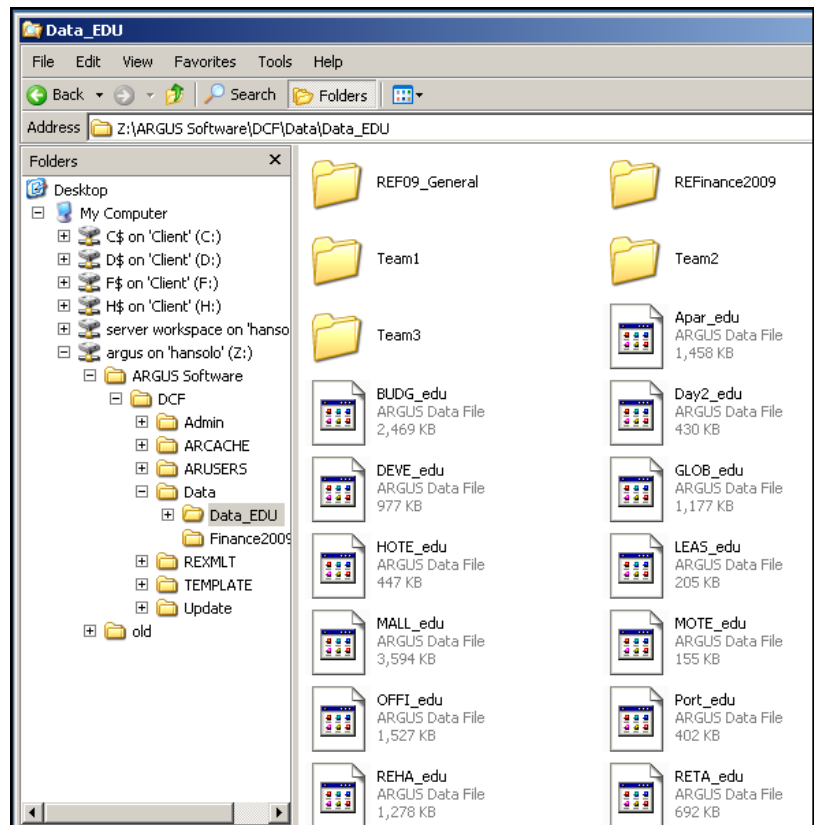 Data_EDU
File Edit View Favorites Tools Help
Back Search Folders
Address Z:\ARGUS Software\DCF\Data\Data_EDU
Folders
Desktop
My Computer
C$ on 'Client' (C:)
D$ on 'Client' (D:)
F$ on 'Client' (F:)
H$ on 'Client' (H:)
server workspace on 'hanso
argus on 'hansolo' (Z:)
ARGUS Software
DCF
Admin
ARCACHE
ARUSERS
Data
Data_EDU
Finance2009
REXMLT
TEMPLATE
Update
old
REF09_General
REFinance2009
Team1
Team2
Team3
Apar_edu
ARGUS Data File
1,458 KB
BUDG_edu
ARGUS Data File
2,469 KB
Day2_edu
ARGUS Data File
430 KB
DEVE_edu
ARGUS Data File
977 KB
GLOB_edu
ARGUS Data File
1,177 KB
HOTE_edu
ARGUS Data File
447 KB
LEAS_edu
ARGUS Data File
205 KB
MALL_edu
ARGUS Data File
3,594 KB
MOTE_edu
ARGUS Data File
155 KB
OFFI_edu
ARGUS Data File
1,527 KB
Port_edu
ARGUS Data File
402 KB
REHA_edu
ARGUS Data File
1,278 KB
RETA_edu
ARGUS Data File
692 KB